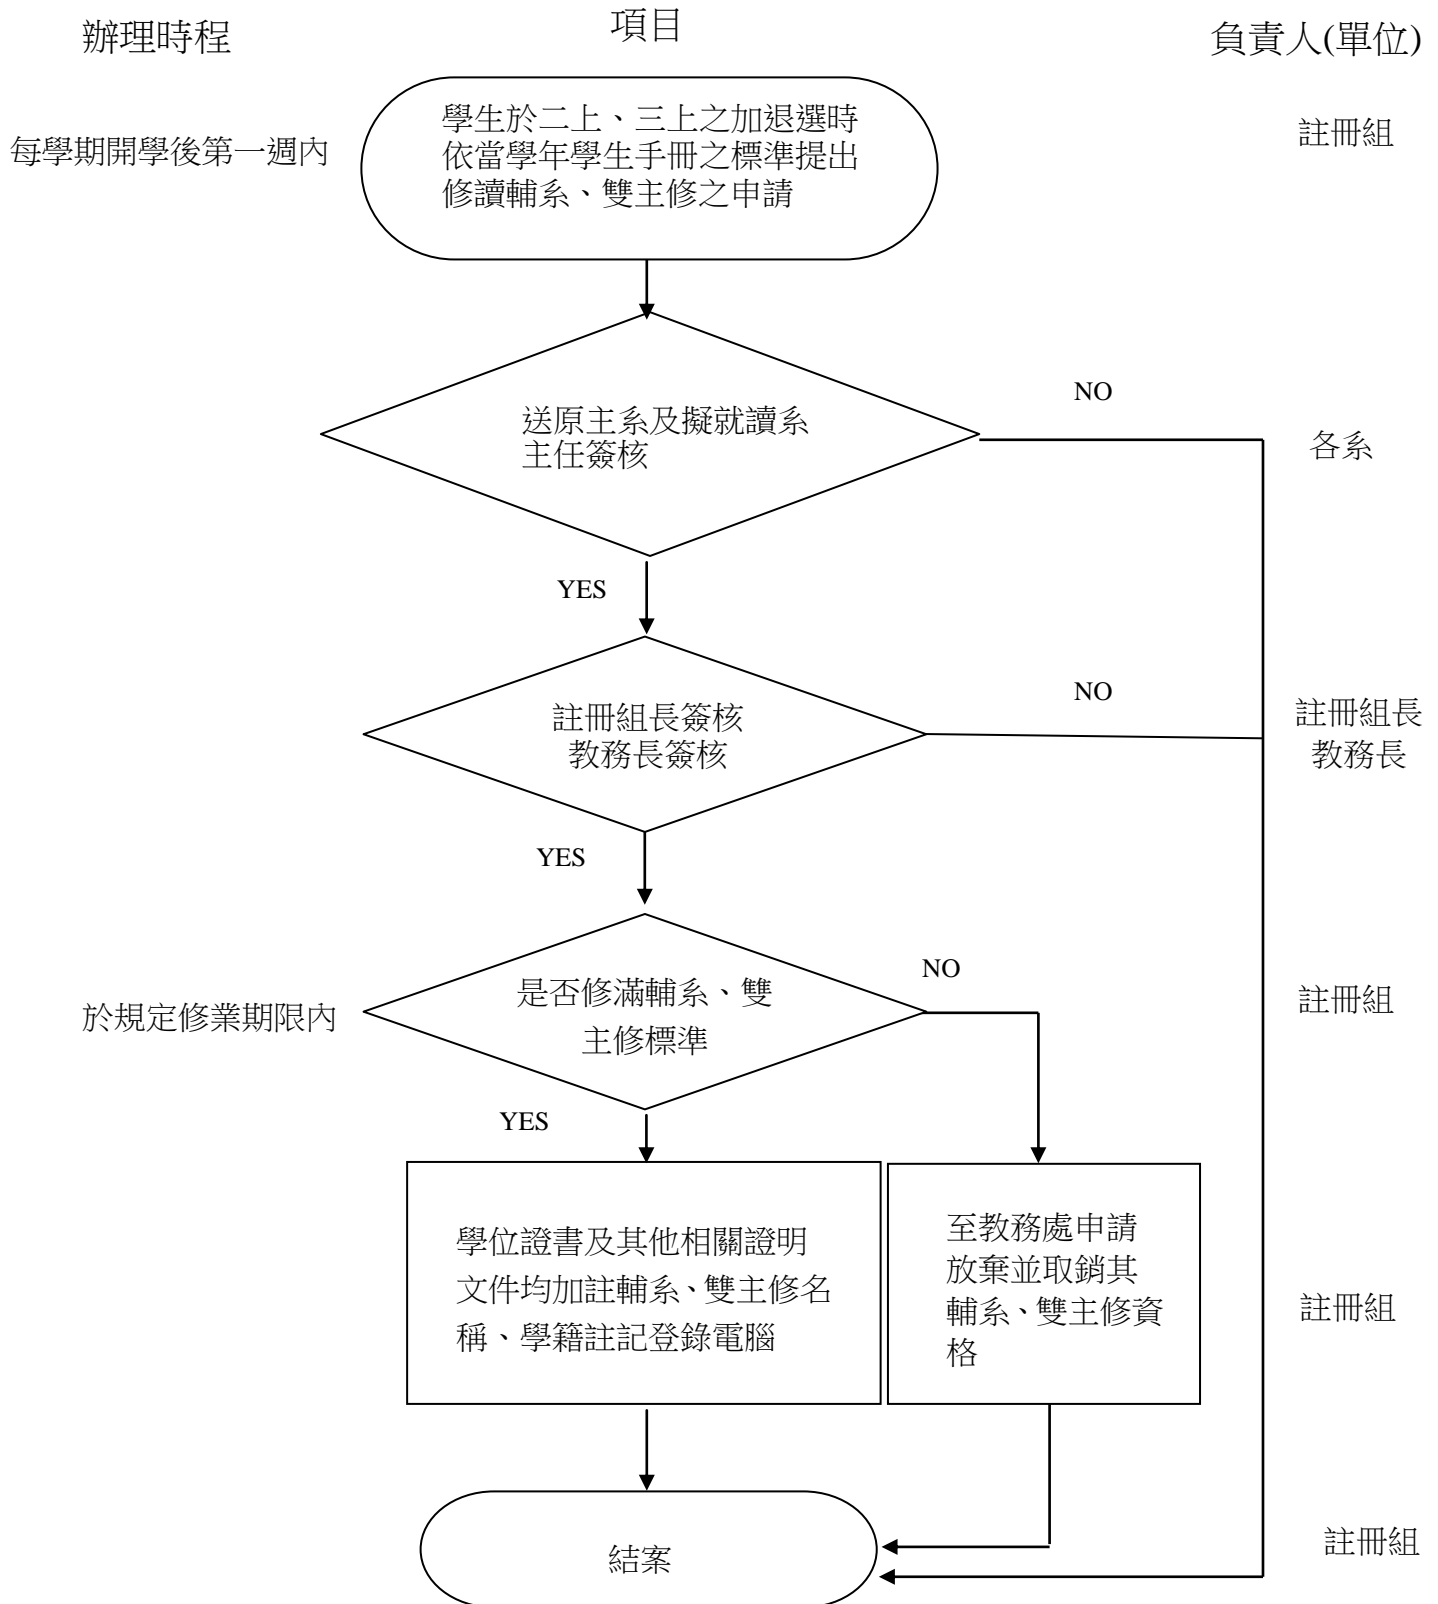 辦理時程
項目
負責人(單位)
學生於二上、三上之加退選時
依當學年學生手冊之標準提出
修讀輔系、雙主修之申請
每學期開學後第一週內
註冊組
NO
送原主系及擬就讀系
主任簽核
各系
YES
NO
註冊組長簽核
教務長簽核
註冊組長
教務長
YES
NO
是否修滿輔系、雙
主修標準
於規定修業期限內
註冊組
YES
學位證書及其他相關證明
文件均加註輔系、雙主修名
稱、學籍註記登錄電腦
至教務處申請
放棄並取銷其
輔系、雙主修資
格
註冊組
結案
註冊組